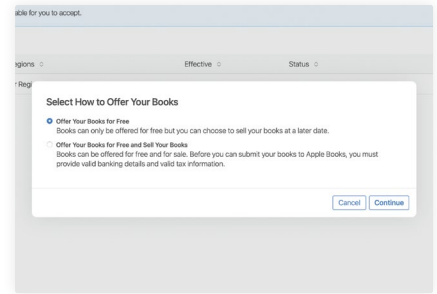 able for you to accept.
egions
Effective
Status
Regi
Select How to Offer Your Books
Offer Your Books for Free
Books can only be offered for free but you can choose to sell your books at a later date.
Offer Your Books for Free and Sell Your Books
Books can be offered for free and for sale. Before you can submit your books to Apple Books, you must
provide valid banking details and valid tax information.
Cancel
Continue